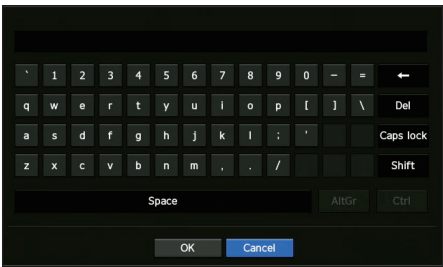 ` 1 2 3 4 5 6 7 8 9 0 - = ←
q w e r t y u i o p [ ] \ Del
a s d f g h j k l ; ' Caps lock
z x c v b n m , . / Shift
Space AltGr Ctrl
OK Cancel